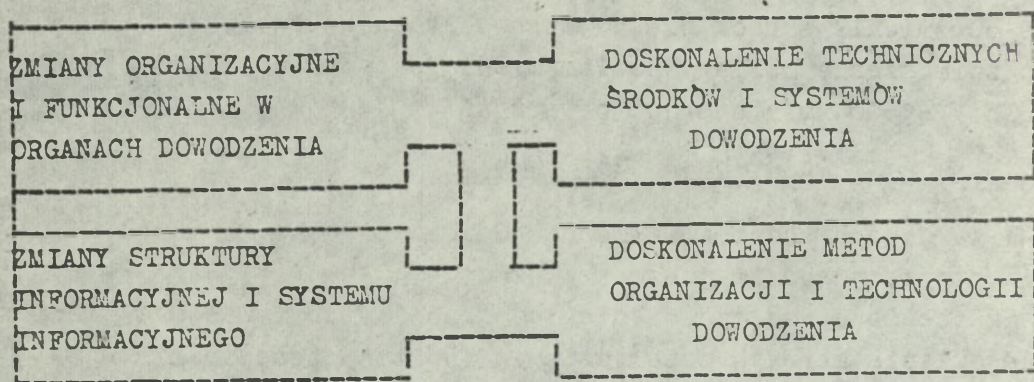 ZMIANY ORGANIZACYJNE
I FUNKCJONALNE W
ORGANACH DOWODZENIA
DOSKONALENIE TECHNICZNYCH
ŚRODKÓW I SYSTEMÓW
DOWODZENIA
ZMIANY STRUKTURY
INFORMACYJNEJ I SYSTEMU
INFORMACYJNEGO
DOSKONALENIE METOD
ORGANIZACJI I TECHNOLOGII
DOWODZENIA